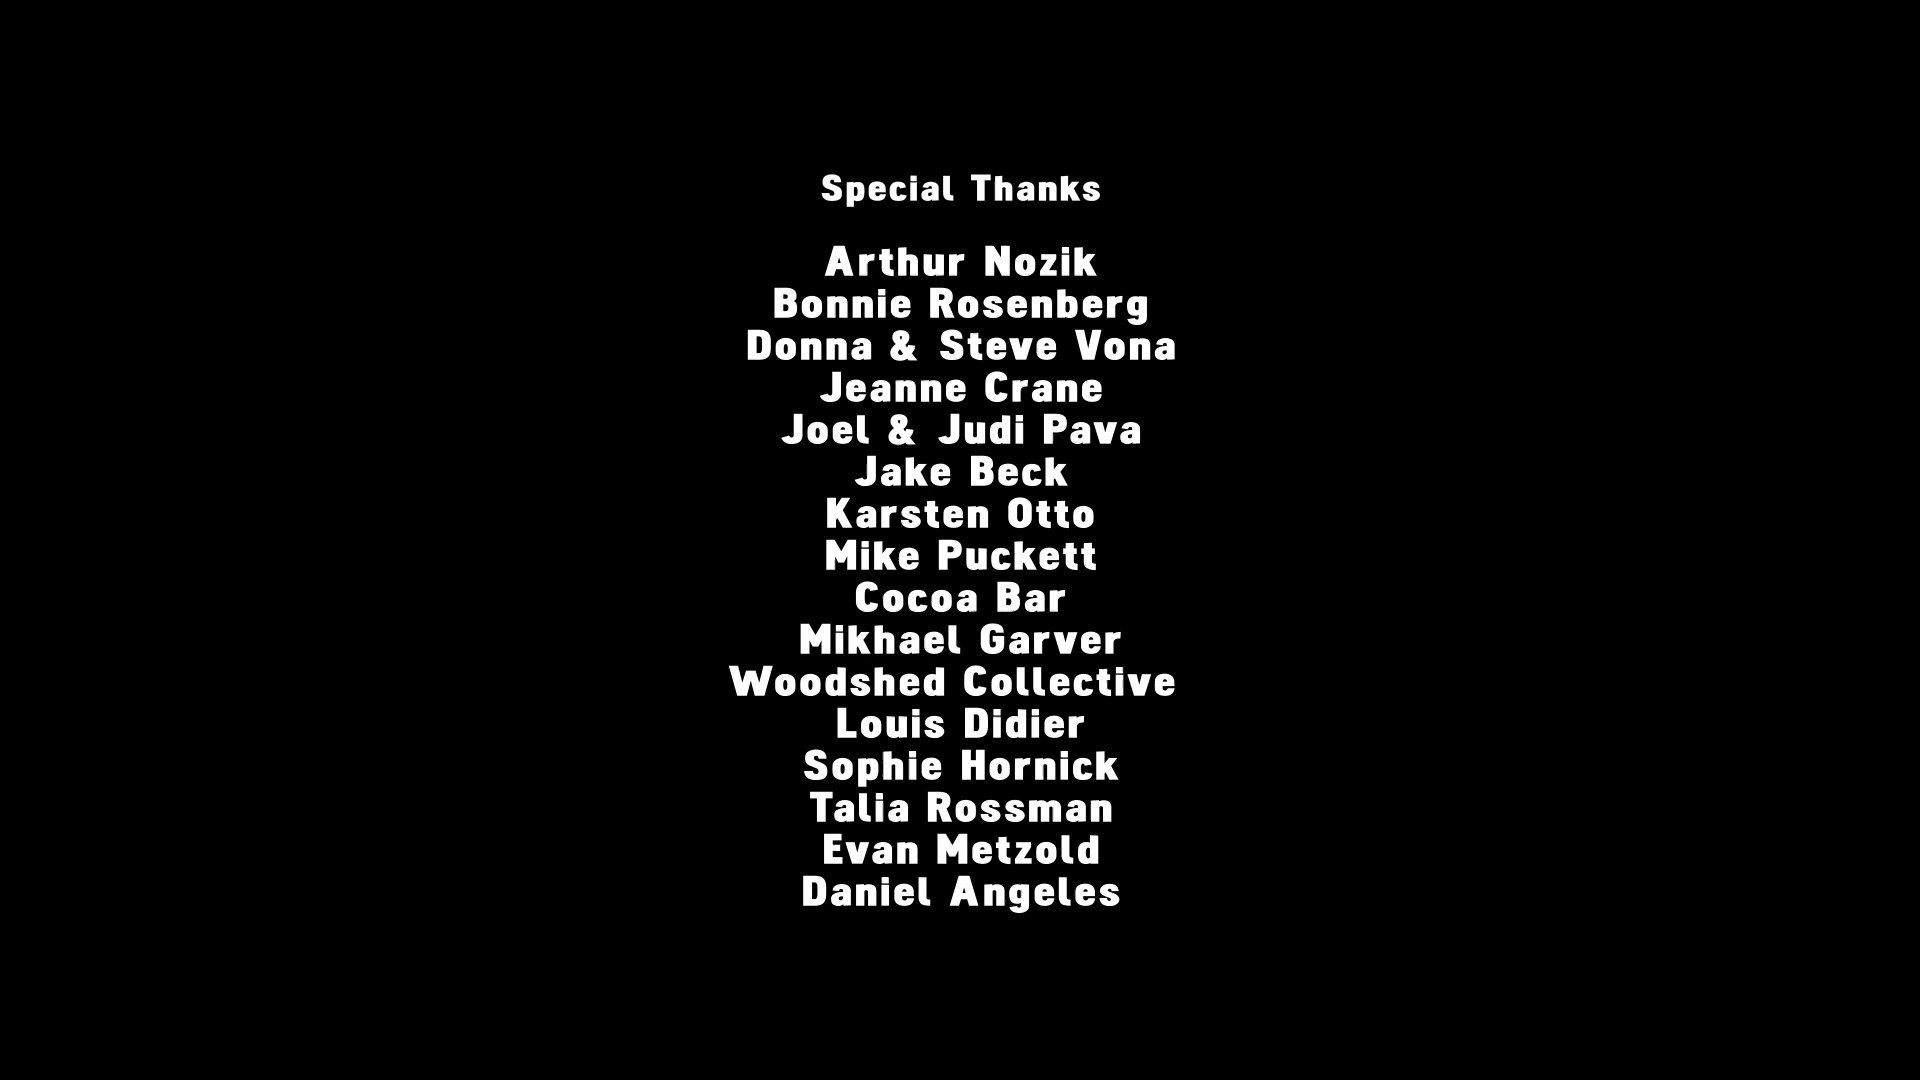 Special Thanks
Arthur Nozik
Bonnie Rosenberg
Donna & Steve Vona
Jeanne Crane
Joel & Judi Pava
Jake Beck
Karsten Otto
Mike Puckett
Cocoa Bar
Mikhael Garver
Woodshed Collective
Louis Didier
Sophie Hornick
Talia Rossman
Evan Metzold
Daniel Angeles